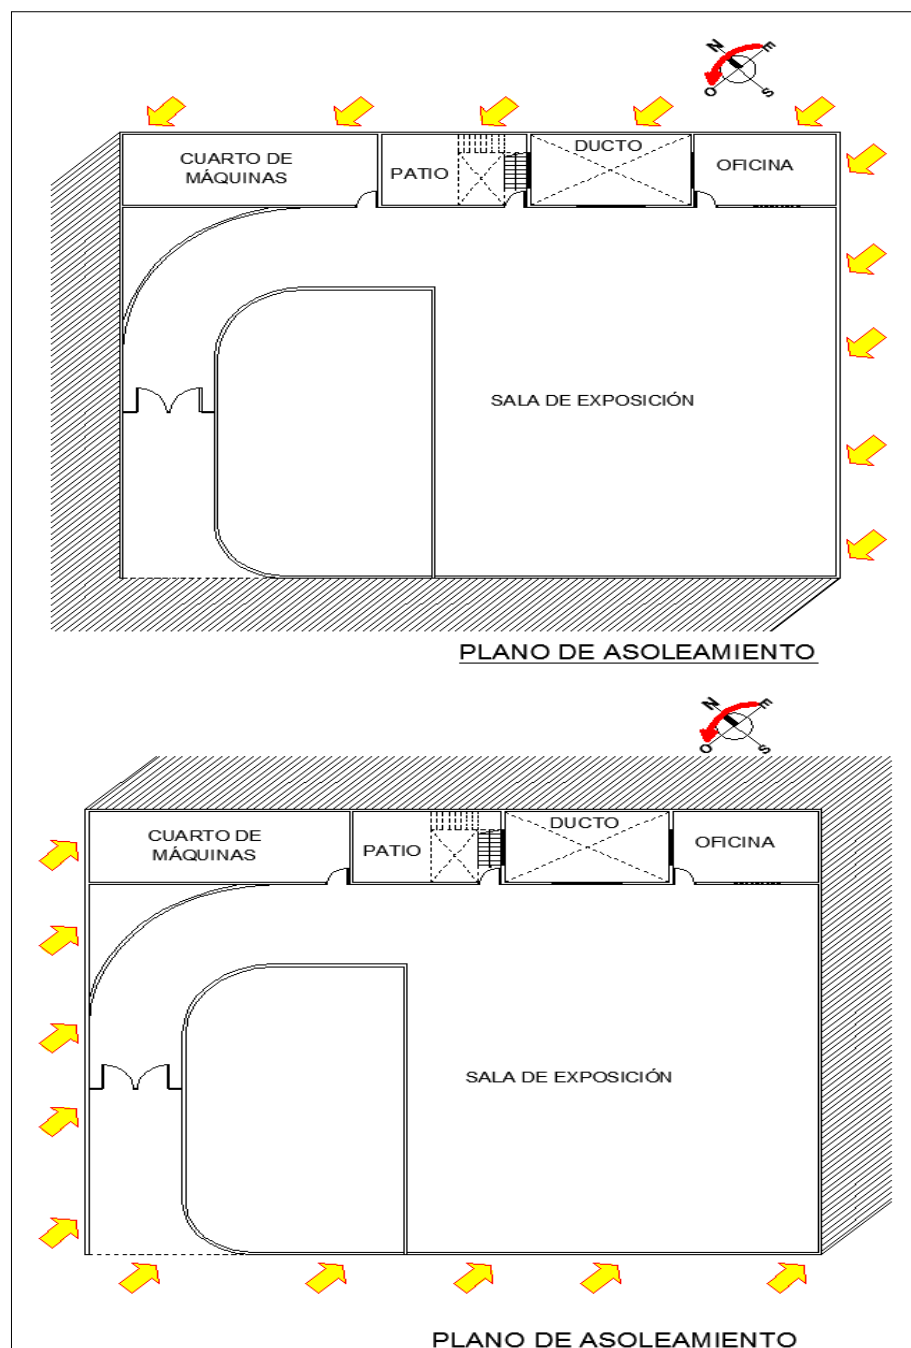 N
E
O
S
CUARTO DE
MÁQUINAS
PATIO
DUCTO
OFICINA
SALA DE EXPOSICIÓN
PLANO DE ASOLEAMIENTO
N
E
O
S
CUARTO DE
MÁQUINAS
PATIO
DUCTO
OFICINA
SALA DE EXPOSICIÓN
PLANO DE ASOLEAMIENTO